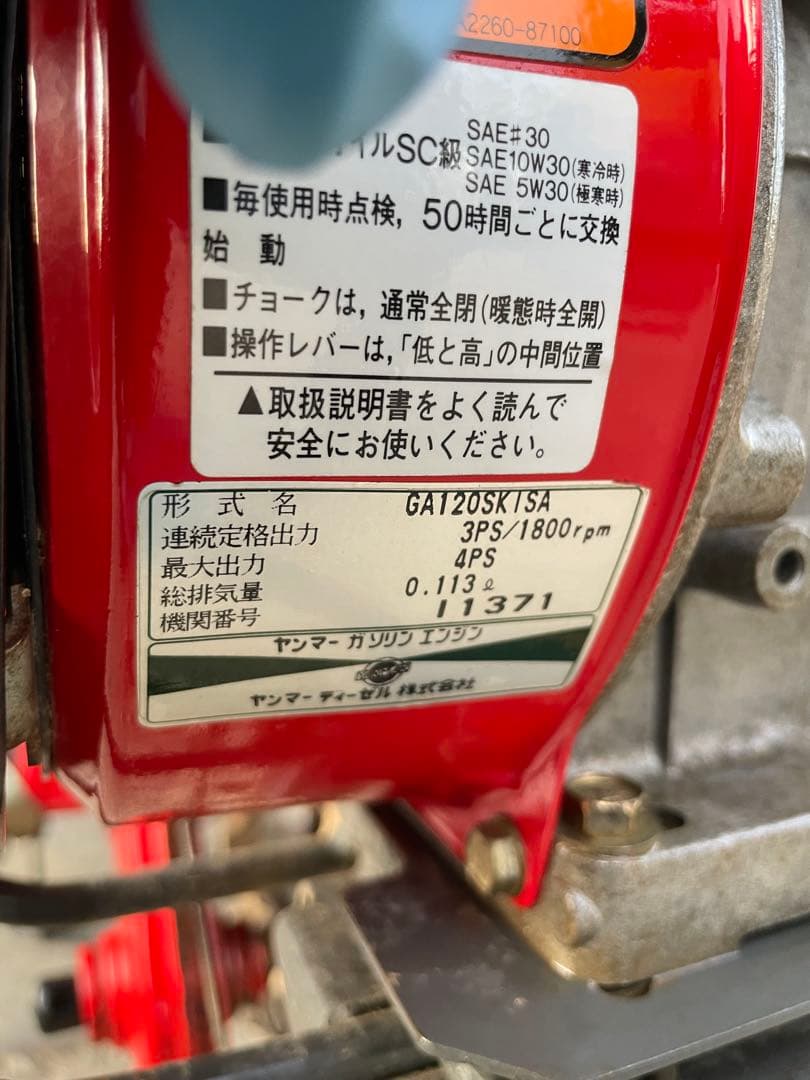 2260-87100
イルSC級 SAE♯30
SAE10W30(寒冷時)
SAE 5W30(極寒時)
■毎使用時点検，50時間ごとに交換
始 動
■チョークは，通常全閉(暖態時全開)
■操作レバーは，「低と高」の中間位置
▲取扱説明書をよく読んで
安全にお使いください。
形式名 GA120SKISA
連続定格出力 3PS/1800rpm
最大出力 4PS
総排気量 0.113ℓ
機関番号 11371
ヤンマー ガソリン エンジン
ヤンマー ディーゼル 株式会社